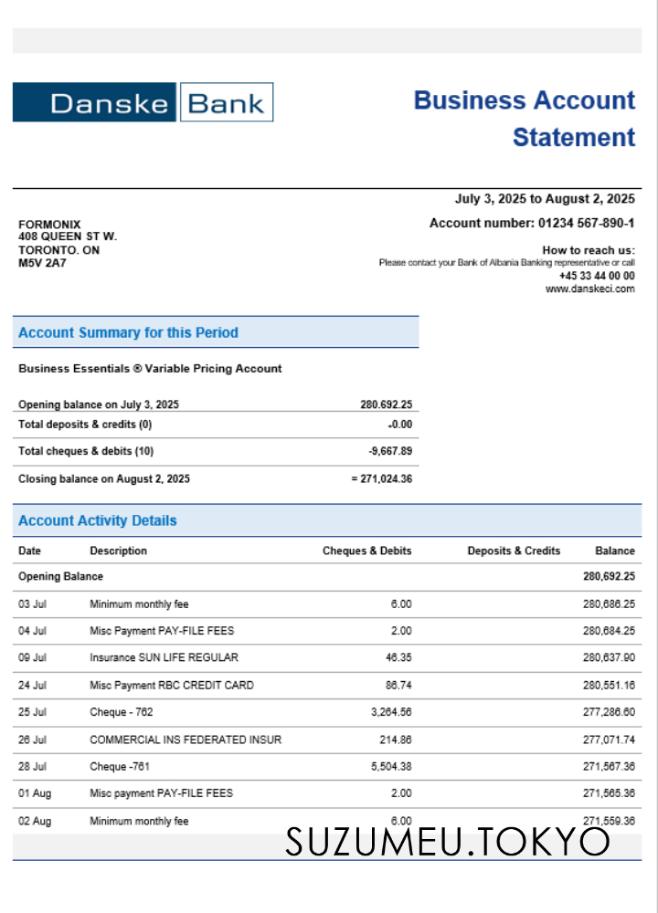 Danske Bank
Business Account
Statement
July 3, 2025 to August 2, 2025
Account number: 01234 567-890-1
FORMONIX
408 QUEEN ST W.
TORONTO. ON
M5V 2A7
How to reach us:
Please contact your Bank of Albania Banking representative or call
+45 33 44 00 00
www.danskeci.com
Account Summary for this Period
Business Essentials ® Variable Pricing Account
Opening balance on July 3, 2025 280.692.25
Total deposits & credits (0) -0.00
Total cheques & debits (10) -9,667.89
Closing balance on August 2, 2025 = 271,024.36
Account Activity Details
Date Description Cheques & Debits Deposits & Credits Balance
Opening Balance 280,692.25
03 Jul Minimum monthly fee 6.00 280,686.25
04 Jul Misc Payment PAY-FILE FEES 2.00 280,684.25
09 Jul Insurance SUN LIFE REGULAR 46.35 280,637.90
24 Jul Misc Payment RBC CREDIT CARD 86.74 280,551.16
25 Jul Cheque - 762 3,264.56 277,286.60
26 Jul COMMERCIAL INS FEDERATED INSUR 214.86 277,071.74
28 Jul Cheque -761 5,504.38 271,567.36
01 Aug Misc payment PAY-FILE FEES 2.00 271,565.36
02 Aug Minimum monthly fee 6.00 271,559.36
SUZUMEU.TOKYO